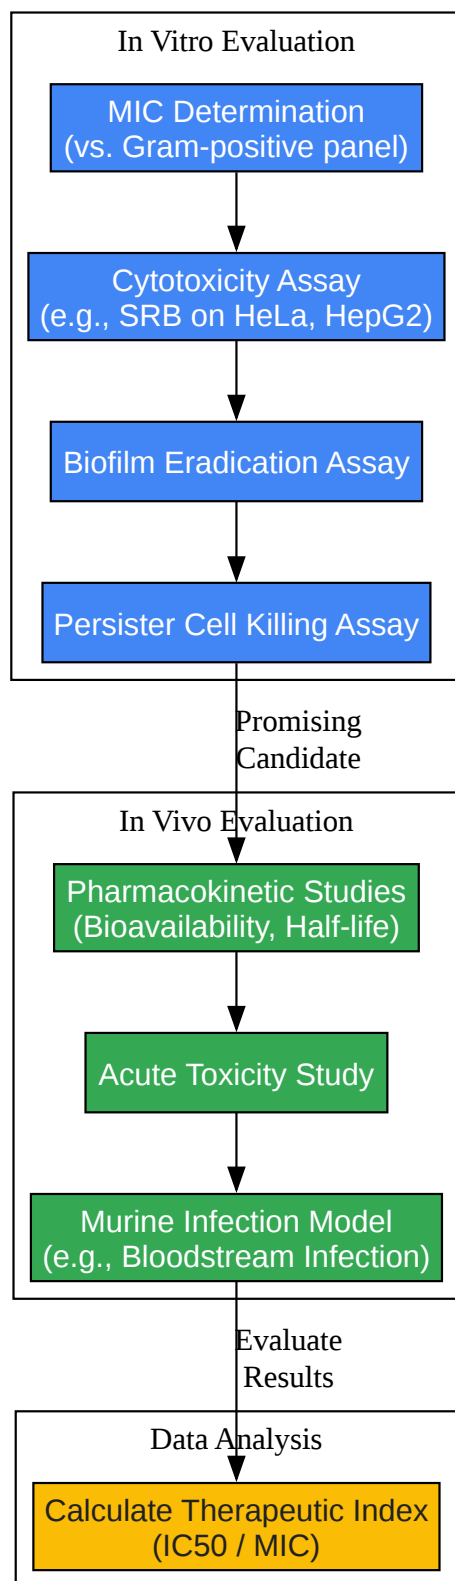 In Vitro Evaluation
MIC Determination
(vs. Gram-positive panel)
Cytotoxicity Assay
(e.g., SRB on HeLa, HepG2)
Biofilm Eradication Assay
Persister Cell Killing Assay
Promising
Candidate
In Vivo Evaluation
Pharmacokinetic Studies
(Bioavailability, Half-life)
Acute Toxicity Study
Murine Infection Model
(e.g., Bloodstream Infection)
Evaluate
Results
Data Analysis
Calculate Therapeutic Index
(IC50 / MIC)